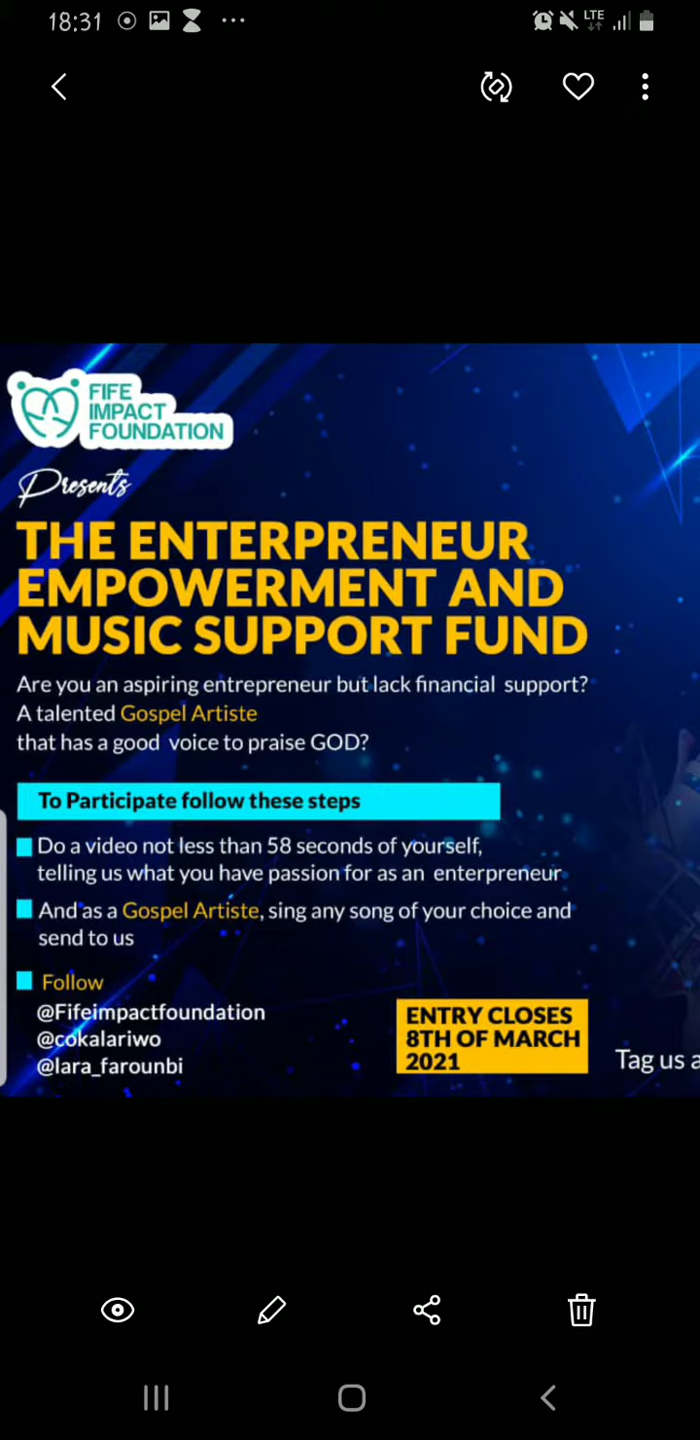 18:31
LTE
FIFE
IMPACT
FOUNDATION
Presents
THE ENTERPRENEUR
EMPOWERMENT AND
MUSIC SUPPORT FUND
Are you an aspiring entrepreneur but lack financial support?
A talented Gospel Artiste
that has a good voice to praise GOD?
To Participate follow these steps
Do a video not less than 58 seconds of yourself,
telling us what you have passion for as an enterpreneur
And as a Gospel Artiste, sing any song of your choice and
send to us
Follow
@Fifeimpactfoundation
@cokalariwo
@lara_farounbi
ENTRY CLOSES
8TH OF MARCH
2021
Tag us a